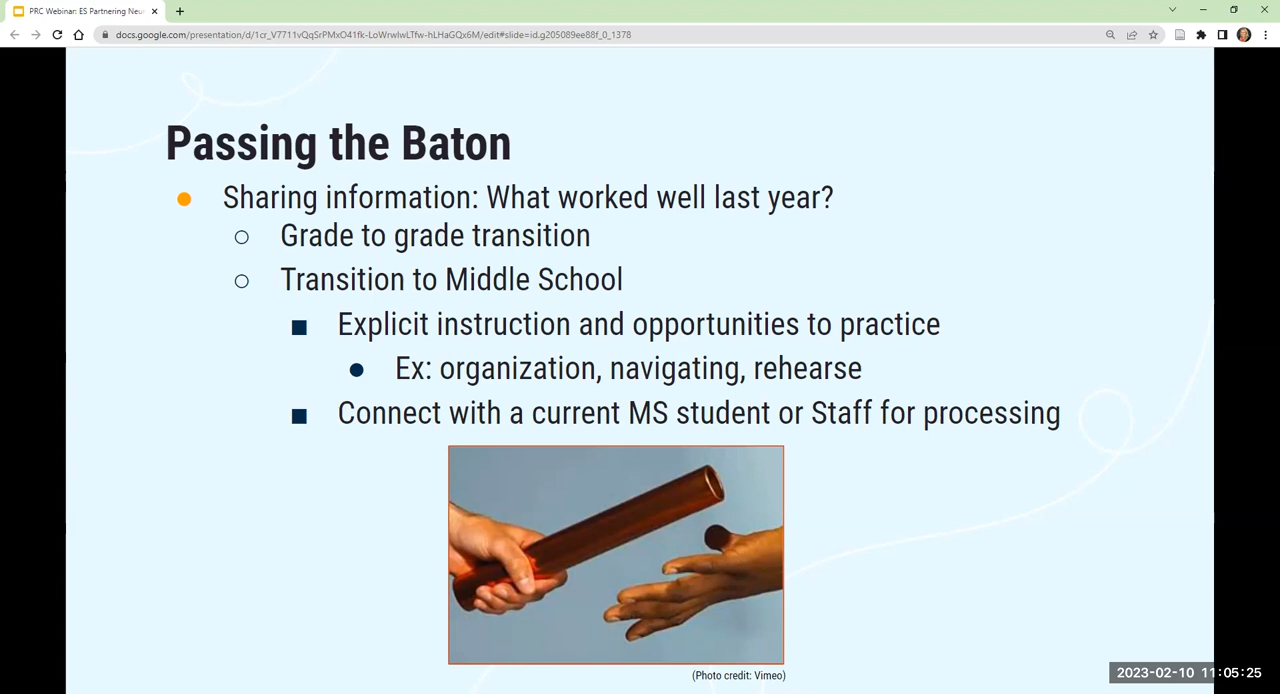 PRC Webinar: ES Partnering Neu
docs.google.com/presentation/d/1cr_V7711vQqSrPMxO41fk-LoWrwIwLTfw-hLHaGQx6M/edit#slide=id.g205089ee88f_0_1378
Passing the Baton
Sharing information: What worked well last year?
Grade to grade transition
Transition to Middle School
Explicit instruction and opportunities to practice
Ex: organization, navigating, rehearse
Connect with a current MS student or Staff for processing
(Photo credit: Vimeo)
2023-02-10 11:05:25